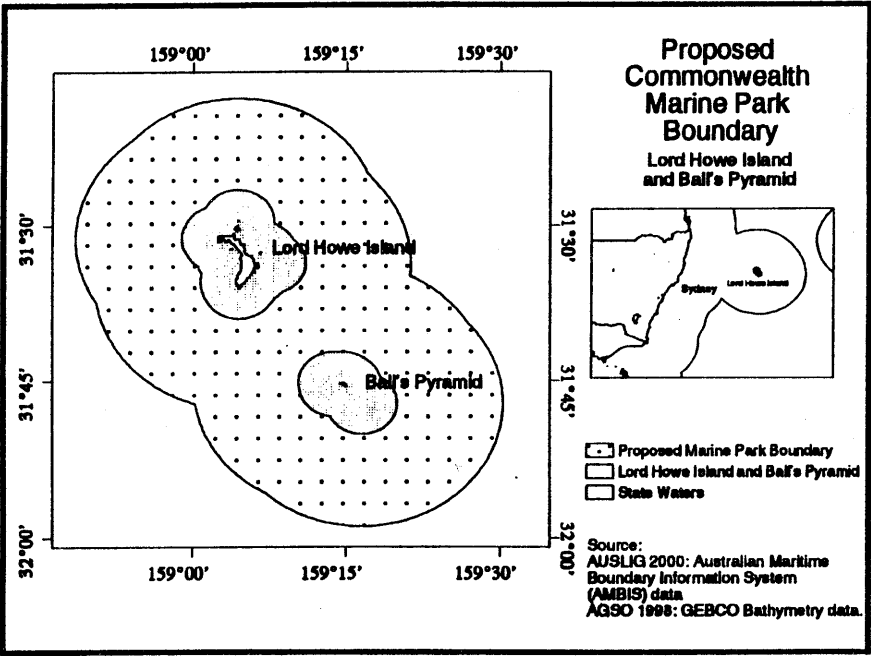 159°00' 159°15' 159°30'
Proposed
Commonwealth
Marine Park
Boundary
Lord Howe Island
and Ball's Pyramid
31°30'
31°30'
Lord Howe Island
Sydney
Lord Howe Island
31°45'
31°45'
Ball's Pyramid
32°00'
32°00'
159°00' 159°15' 159°30'
Proposed Marine Park Boundary
Lord Howe Island and Ball's Pyramid
State Waters
Source:
AUSLIG 2000: Australian Maritime
Boundary Information System
(AMBIS) data
AGSO 1998: GEBCO Bathymetry data.